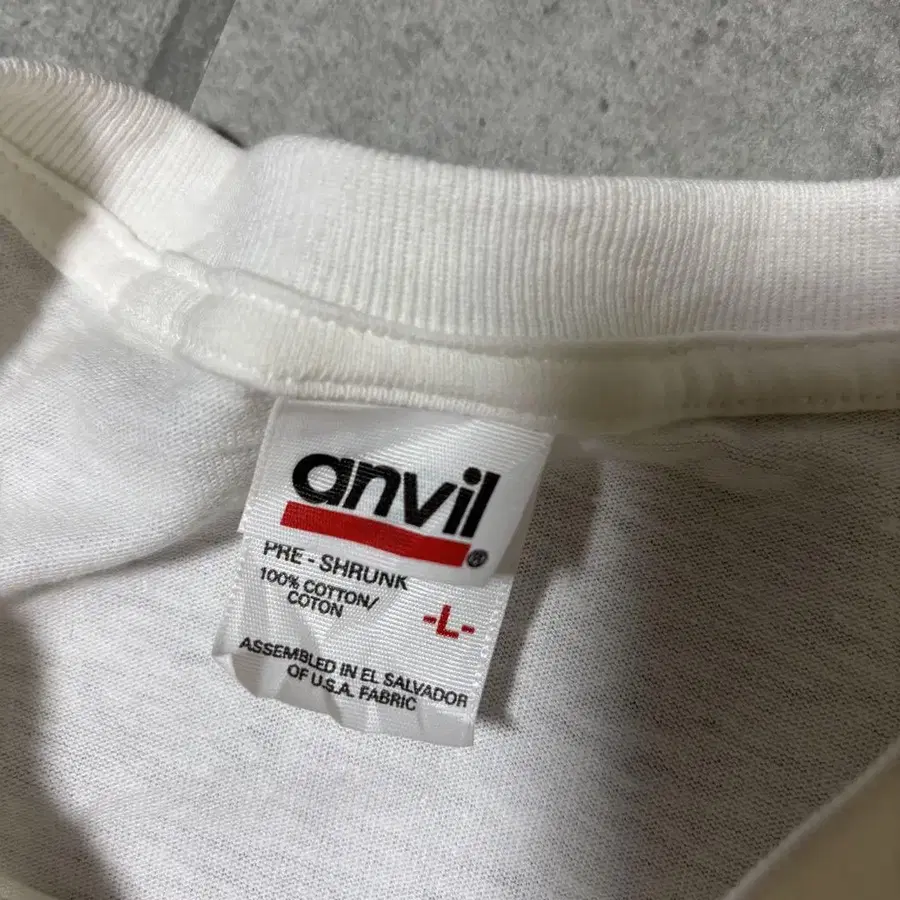 anvil®
PRE - SHRUNK
100% COTTON/
COTON
-L-
ASSEMBLED IN EL SALVADOR
OF U.S.A. FABRIC